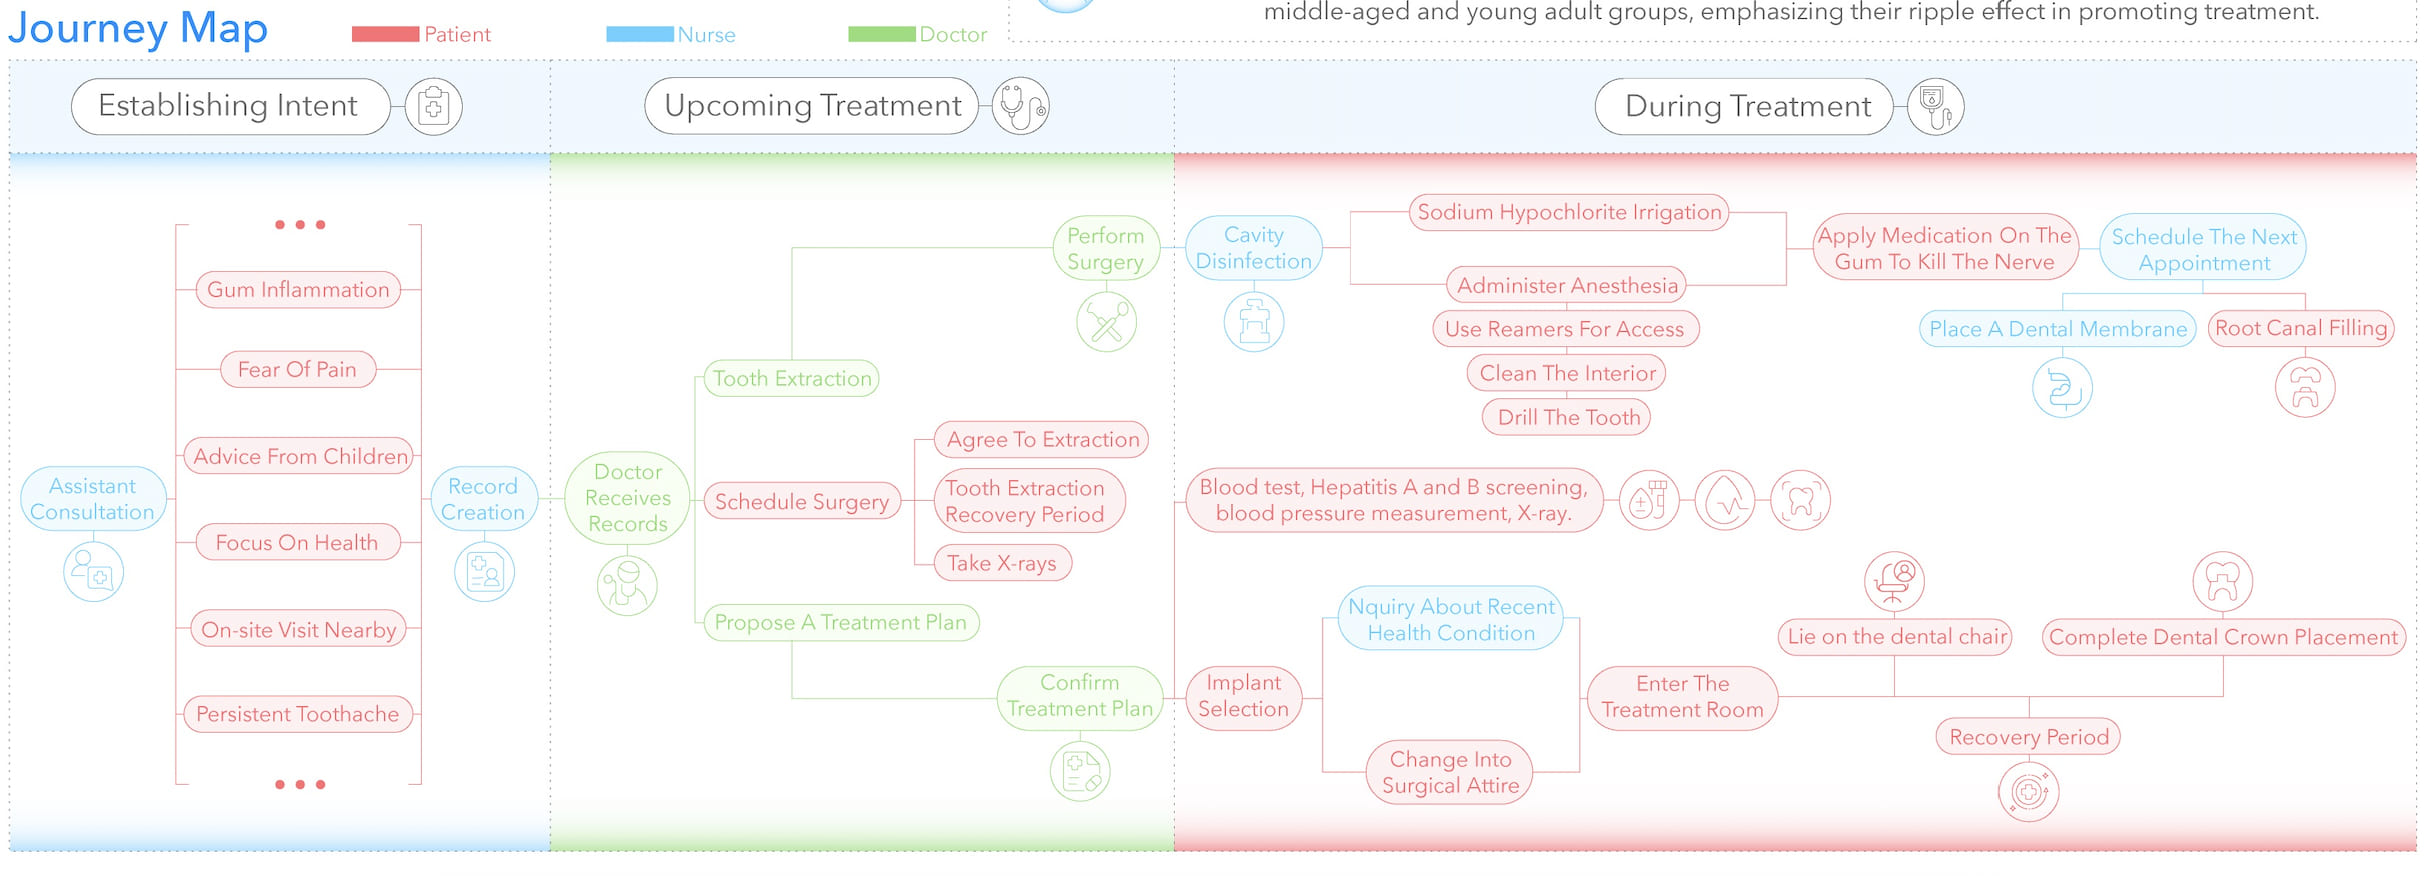 middle-aged and young adult groups, emphasizing their ripple effect in promoting treatment.
Journey Map
Patient
Nurse
Doctor
Establishing Intent
Upcoming Treatment
During Treatment
Assistant
Consultation
Gum Inflammation
Fear Of Pain
Advice From Children
Focus On Health
On-site Visit Nearby
Persistent Toothache
Record
Creation
Doctor
Receives
Records
Tooth Extraction
Schedule Surgery
Propose A Treatment Plan
Perform
Surgery
Agree To Extraction
Tooth Extraction
Recovery Period
Take X-rays
Confirm
Treatment Plan
Cavity
Disinfection
Sodium Hypochlorite Irrigation
Administer Anesthesia
Use Reamers For Access
Clean The Interior
Drill The Tooth
Apply Medication On The
Gum To Kill The Nerve
Schedule The Next
Appointment
Place A Dental Membrane
Root Canal Filling
Blood test, Hepatitis A and B screening,
blood pressure measurement, X-ray.
Implant
Selection
Nquiry About Recent
Health Condition
Change Into
Surgical Attire
Enter The
Treatment Room
Lie on the dental chair
Complete Dental Crown Placement
Recovery Period